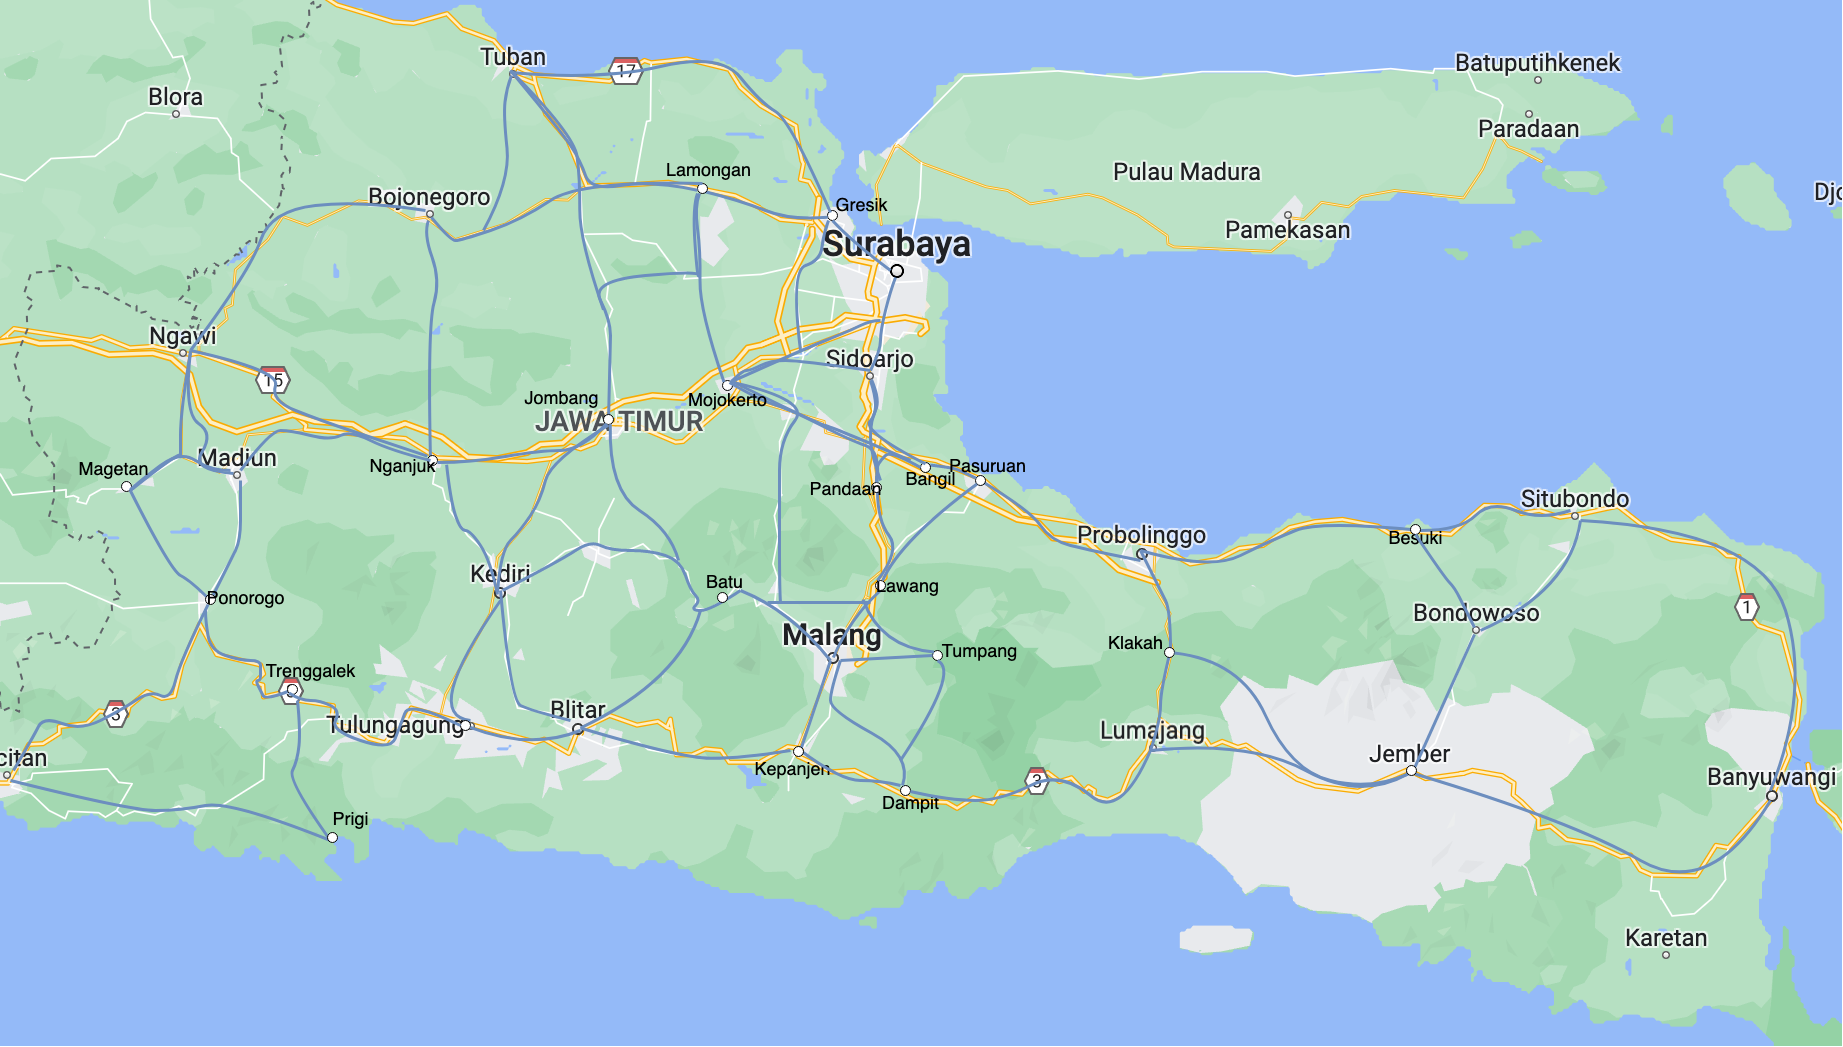 Tuban
17
Batuputihkenek
Blora
Paradaan
Lamongan
Pulau Madura
Bojonegoro
Gresik
Pamekasan
Surabaya
Ngawi
Sidoarjo
15
Jombang
Mojokerto
JAWA TIMUR
Madiun
Magetan
Nganjuk
Pasuruan
Bangil
Pandaan
Situbondo
Probolinggo
Besuki
Kediri
Batu
Lawang
Ponorogo
1
Bondowoso
Malang
Klakah
Tumpang
Trenggalek
3
Blitar
Tulungagung
Lumajang
citan
Kepanjen
Jember
3
Banyuwangi
Dampit
Prigi
Karetan